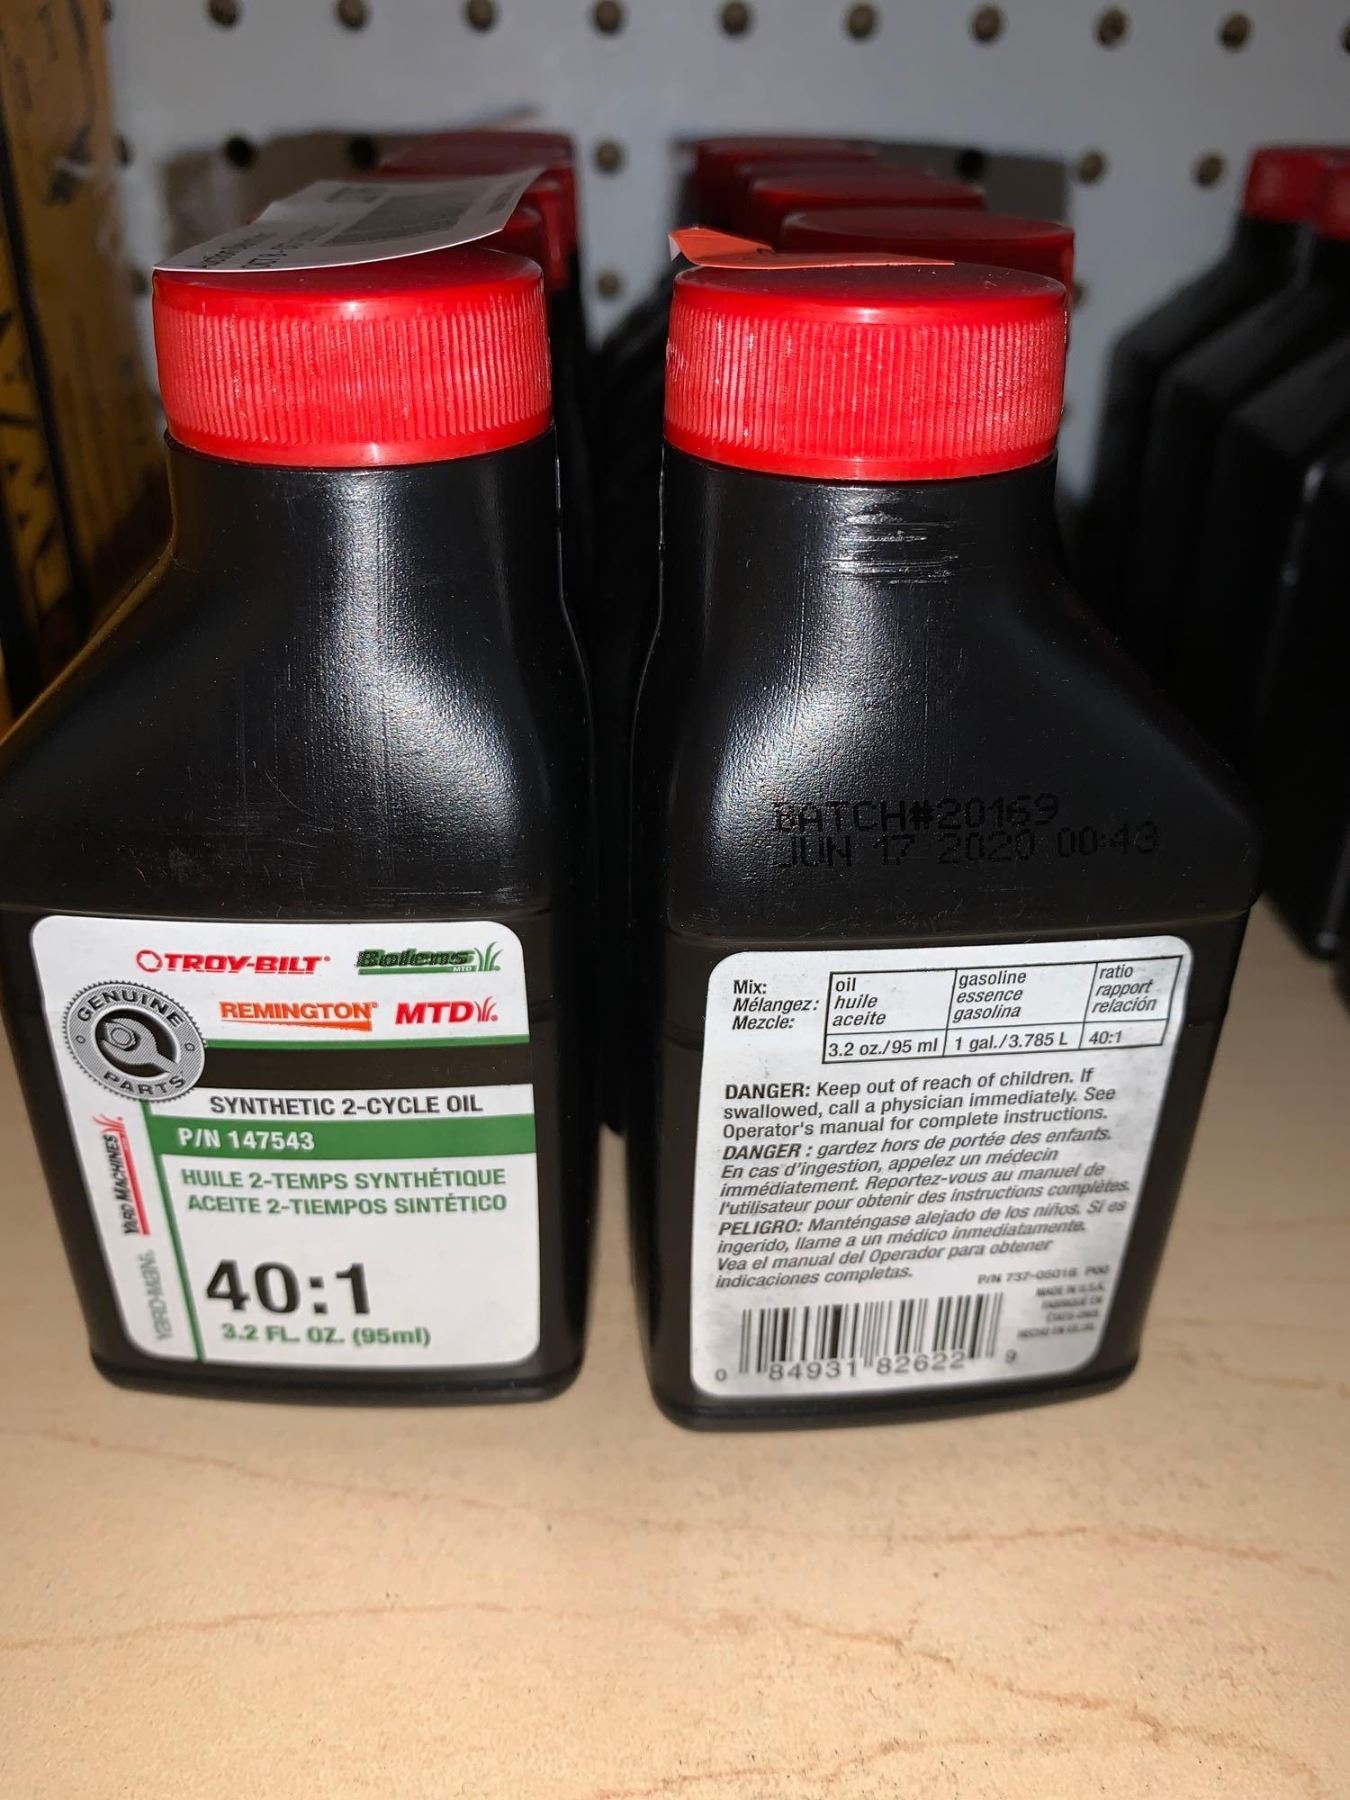 TROY-BILT Bolens MTD
GENUINE PARTS
REMINGTON MTD
SYNTHETIC 2-CYCLE OIL
P/N 147543
HUILE 2-TEMPS SYNTHÉTIQUE
ACEITE 2-TIEMPOS SINTÉTICO
YARD MACHINES
YARD-MAN
40:1
3.2 FL. OZ. (95ml)
BATCH#20169
JUN 17 2020 00:43
Mix:
Mélangez:
Mezcle:
oil
huile
aceite
gasoline
essence
gasolina
ratio
rapport
relación
3.2 oz./95 ml 1 gal./3.785 L 40:1
DANGER: Keep out of reach of children. If
swallowed, call a physician immediately. See
Operator's manual for complete instructions.
DANGER : gardez hors de portée des enfants.
En cas d'ingestion, appelez un médecin
immédiatement. Reportez-vous au manuel de
l'utilisateur pour obtenir des instructions complètes.
PELIGRO: Manténgase alejado de los niños. Si es
ingerido, llame a un médico inmediatamente.
Vea el manual del Operador para obtener
indicaciones completas.
MADE IN U.S.A.
0 84931 82622 9